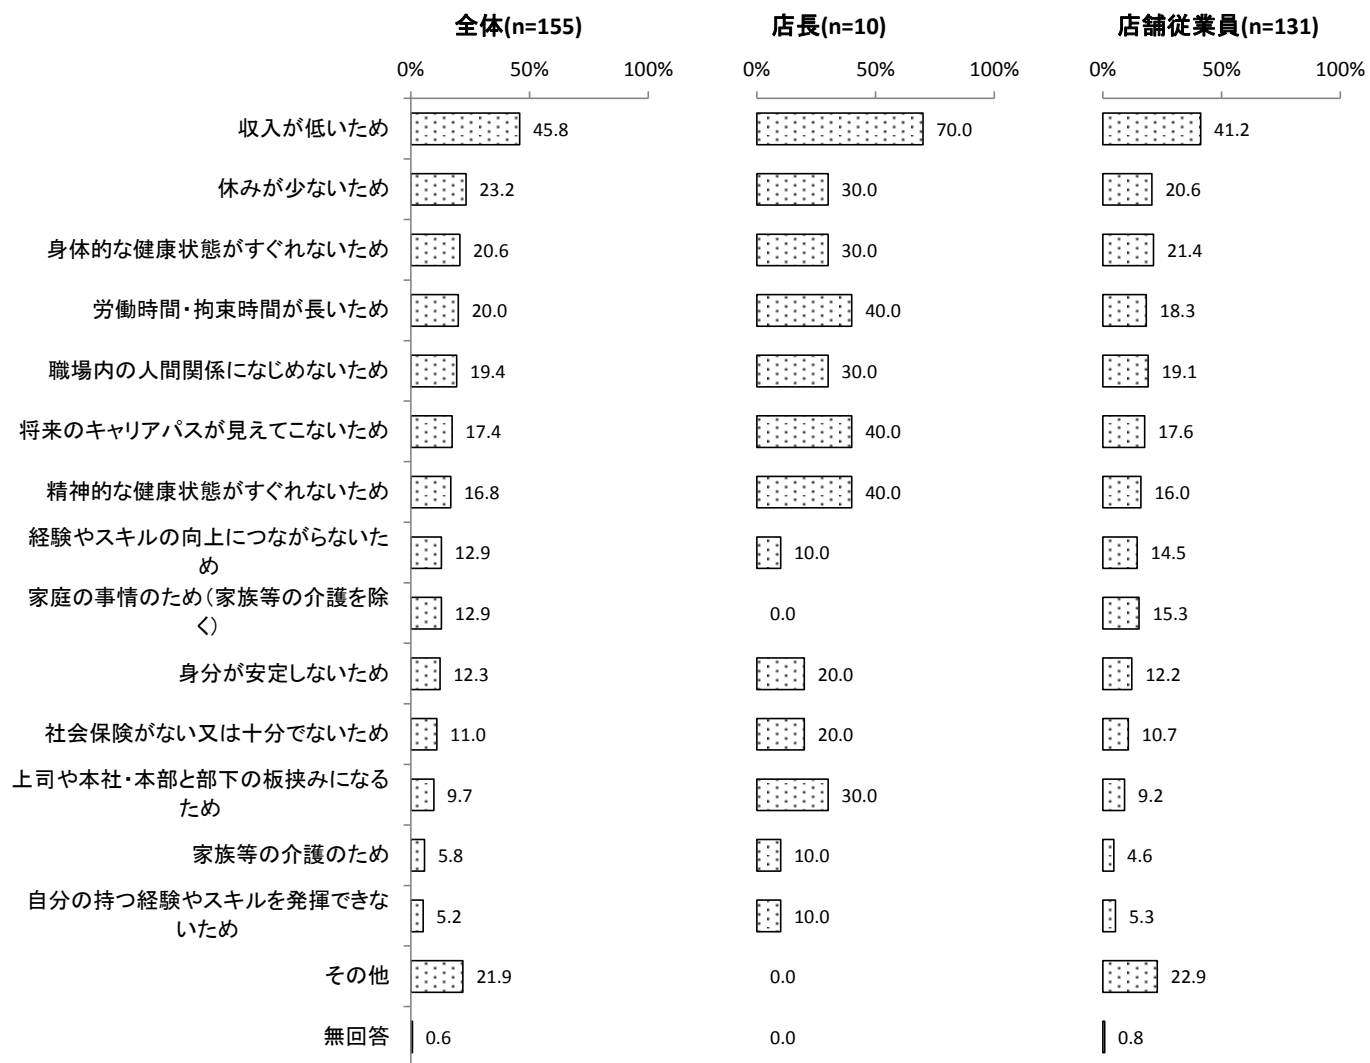 全体(n=155) 店長(n=10) 店舗従業員(n=131)
0% 50% 100% 0% 50% 100% 0% 50% 100%
収入が低いため 45.8 70.0 41.2
休みが少ないため 23.2 30.0 20.6
身体的な健康状態がすぐれないため 20.6 30.0 21.4
労働時間・拘束時間が長いため 20.0 40.0 18.3
職場内の人間関係になじめないため 19.4 30.0 19.1
将来のキャリアパスが見えてこないため 17.4 40.0 17.6
精神的な健康状態がすぐれないため 16.8 40.0 16.0
経験やスキルの向上につながらないた
め 12.9 10.0 14.5
家庭の事情のため(家族等の介護を除
く) 12.9 0.0 15.3
身分が安定しないため 12.3 20.0 12.2
社会保険がない又は十分でないため 11.0 20.0 10.7
上司や本社・本部と部下の板挟みになる
ため 9.7 30.0 9.2
家族等の介護のため 5.8 10.0 4.6
自分の持つ経験やスキルを発揮できな
いため 5.2 10.0 5.3
その他 21.9 0.0 22.9
無回答 0.6 0.0 0.8